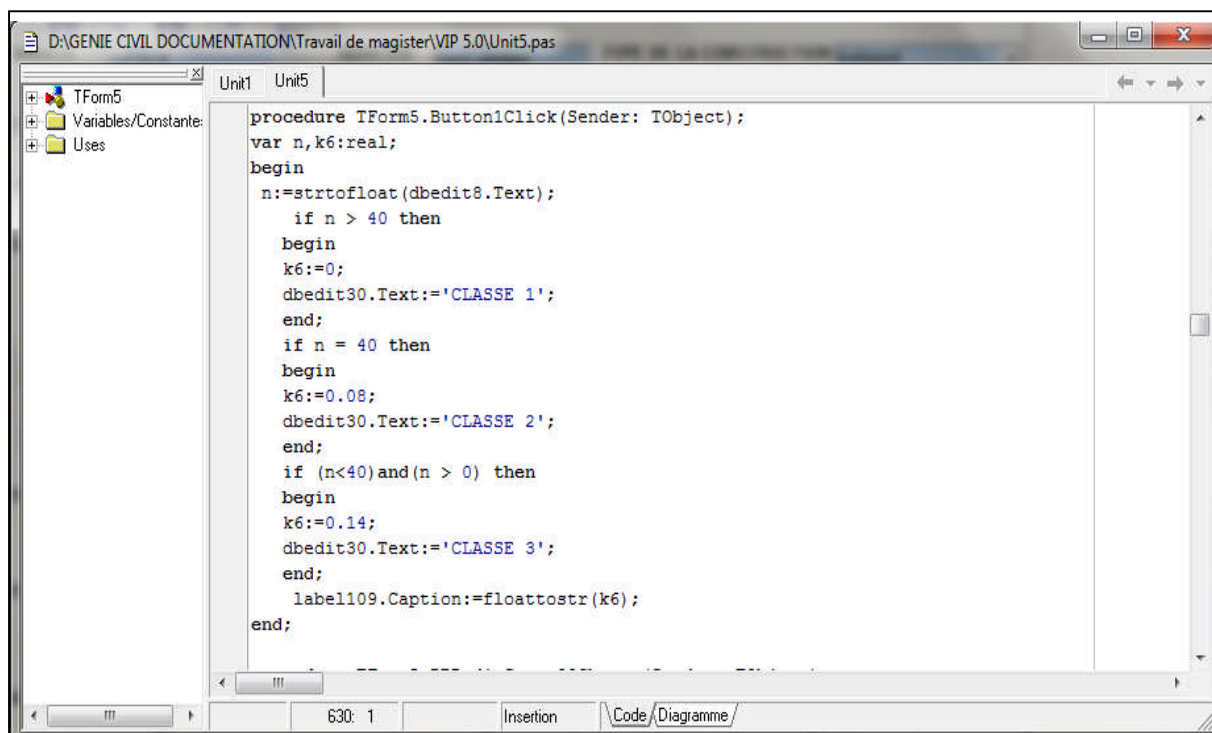 D:\GENIE CIVIL DOCUMENTATION\Travail de magister\VIP 5.0\Unit5.pas
TForm5
Variables/Constante
Uses
Unit1 Unit5
procedure TForm5.Button1Click(Sender: TObject);
var n,k6:real;
begin
n:=strtofloat(dbedit8.Text);
if n > 40 then
begin
k6:=0;
dbedit30.Text:='CLASSE 1';
end;
if n = 40 then
begin
k6:=0.08;
dbedit30.Text:='CLASSE 2';
end;
if (n<40)and(n > 0) then
begin
k6:=0.14;
dbedit30.Text:='CLASSE 3';
end;
label109.Caption:=floattostr(k6);
end;
630: 1 Insertion Code Diagramme